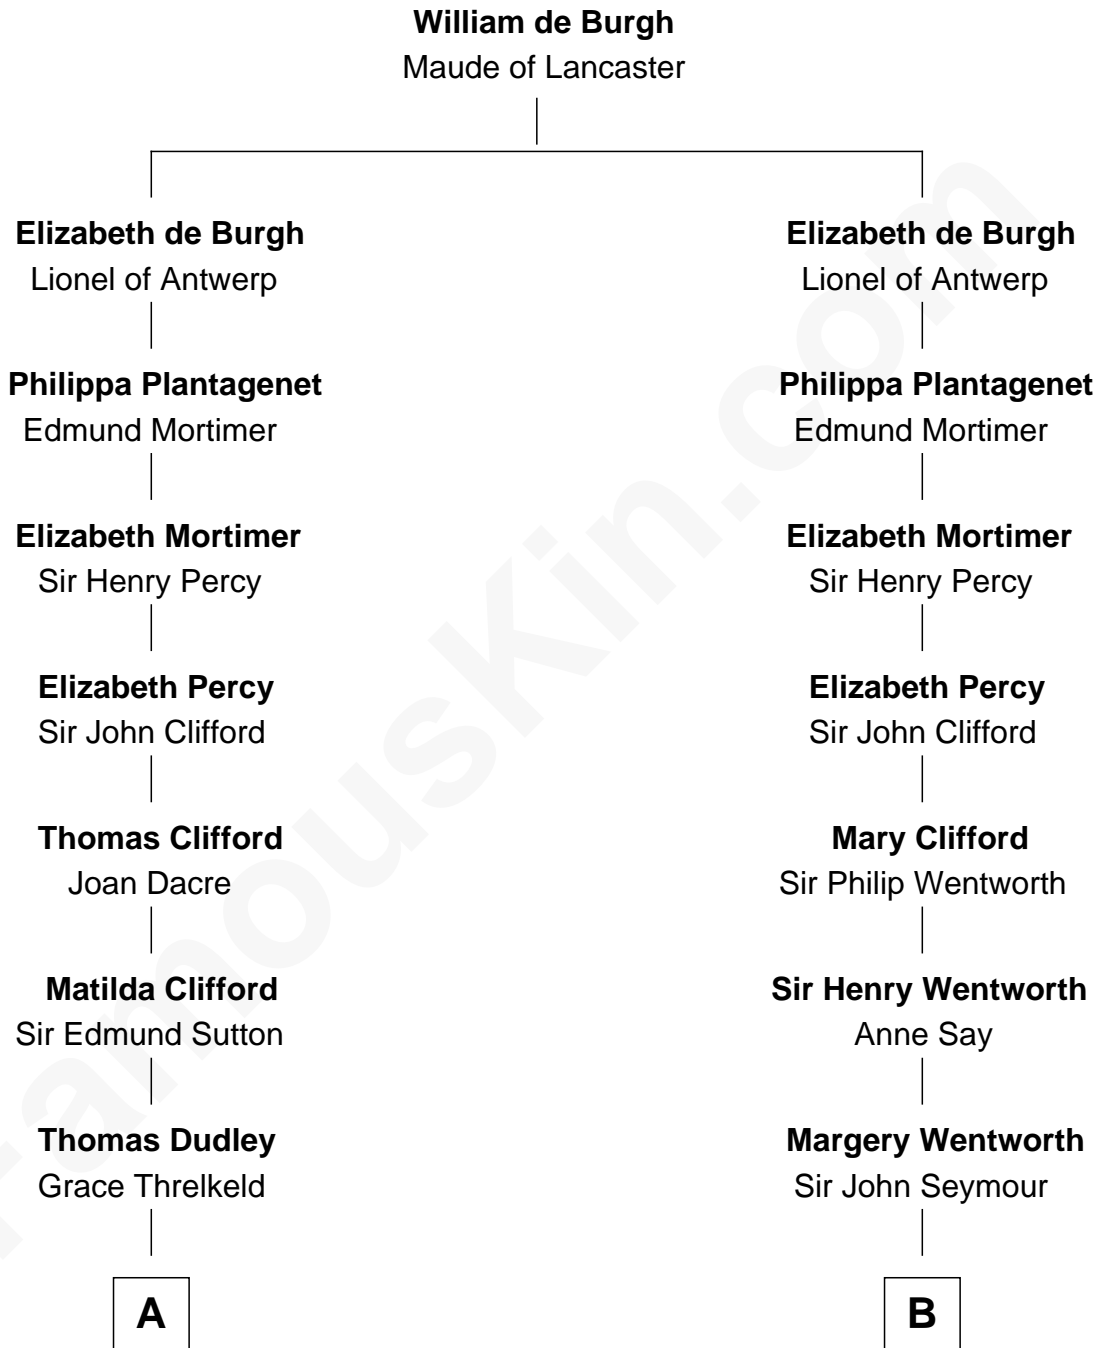 William de Burgh
Maude of Lancaster
Elizabeth de Burgh
Lionel of Antwerp
Philippa Plantagenet
Edmund Mortimer
Elizabeth Mortimer
Sir Henry Percy
Elizabeth Percy
Sir John Clifford
Thomas Clifford
Joan Dacre
Matilda Clifford
Sir Edmund Sutton
Thomas Dudley
Grace Threlkeld
A
Elizabeth de Burgh
Lionel of Antwerp
Philippa Plantagenet
Edmund Mortimer
Elizabeth Mortimer
Sir Henry Percy
Elizabeth Percy
Sir John Clifford
Mary Clifford
Sir Philip Wentworth
Sir Henry Wentworth
Anne Say
Margery Wentworth
Sir John Seymour
B
FamousKin.com